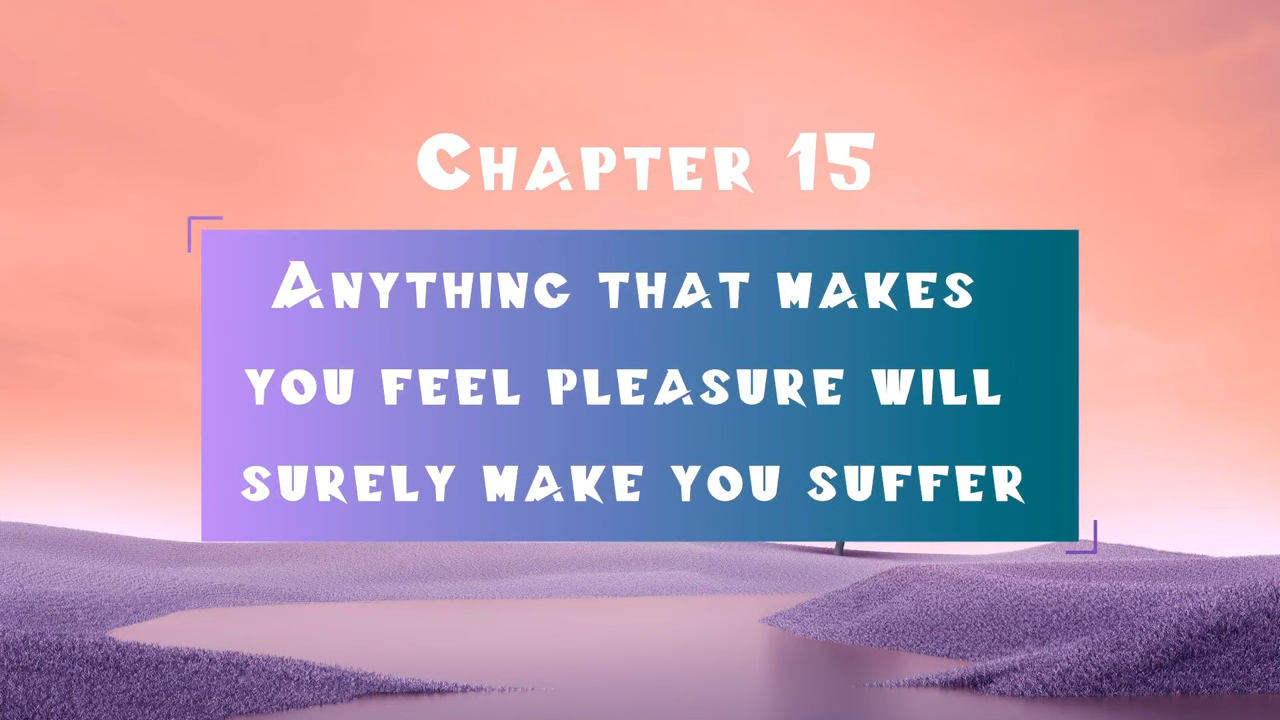 Chapter 15
Anything that makes
you feel pleasure will
surely make you suffer